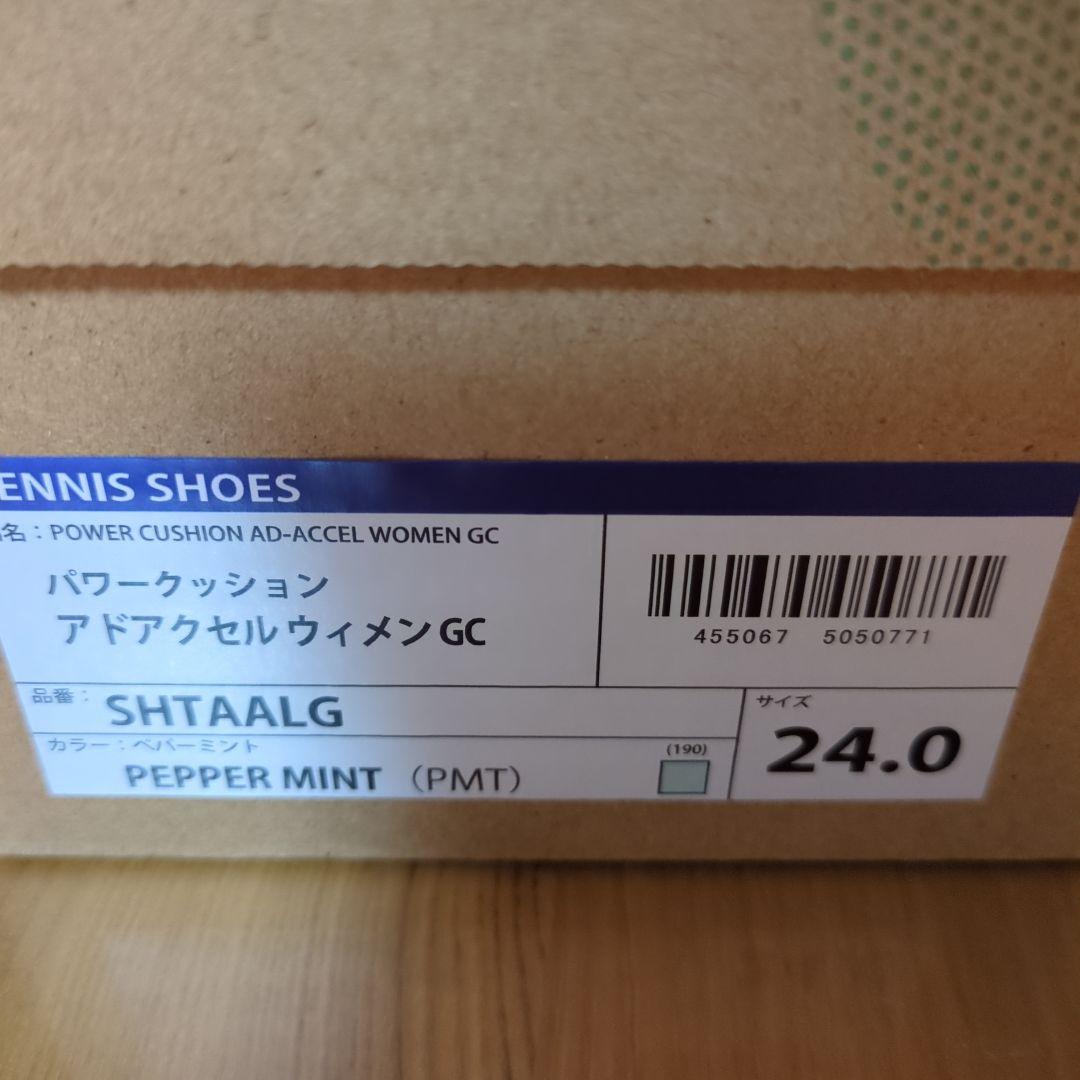 ENNIS SHOES
名：POWER CUSHION AD-ACCEL WOMEN GC
パワークッション
アドアクセルウィメンGC
455067 5050771
品番：
SHTAALG
カラー：ペパーミント
PEPPER MINT （PMT）
(190)
サイズ
24.0